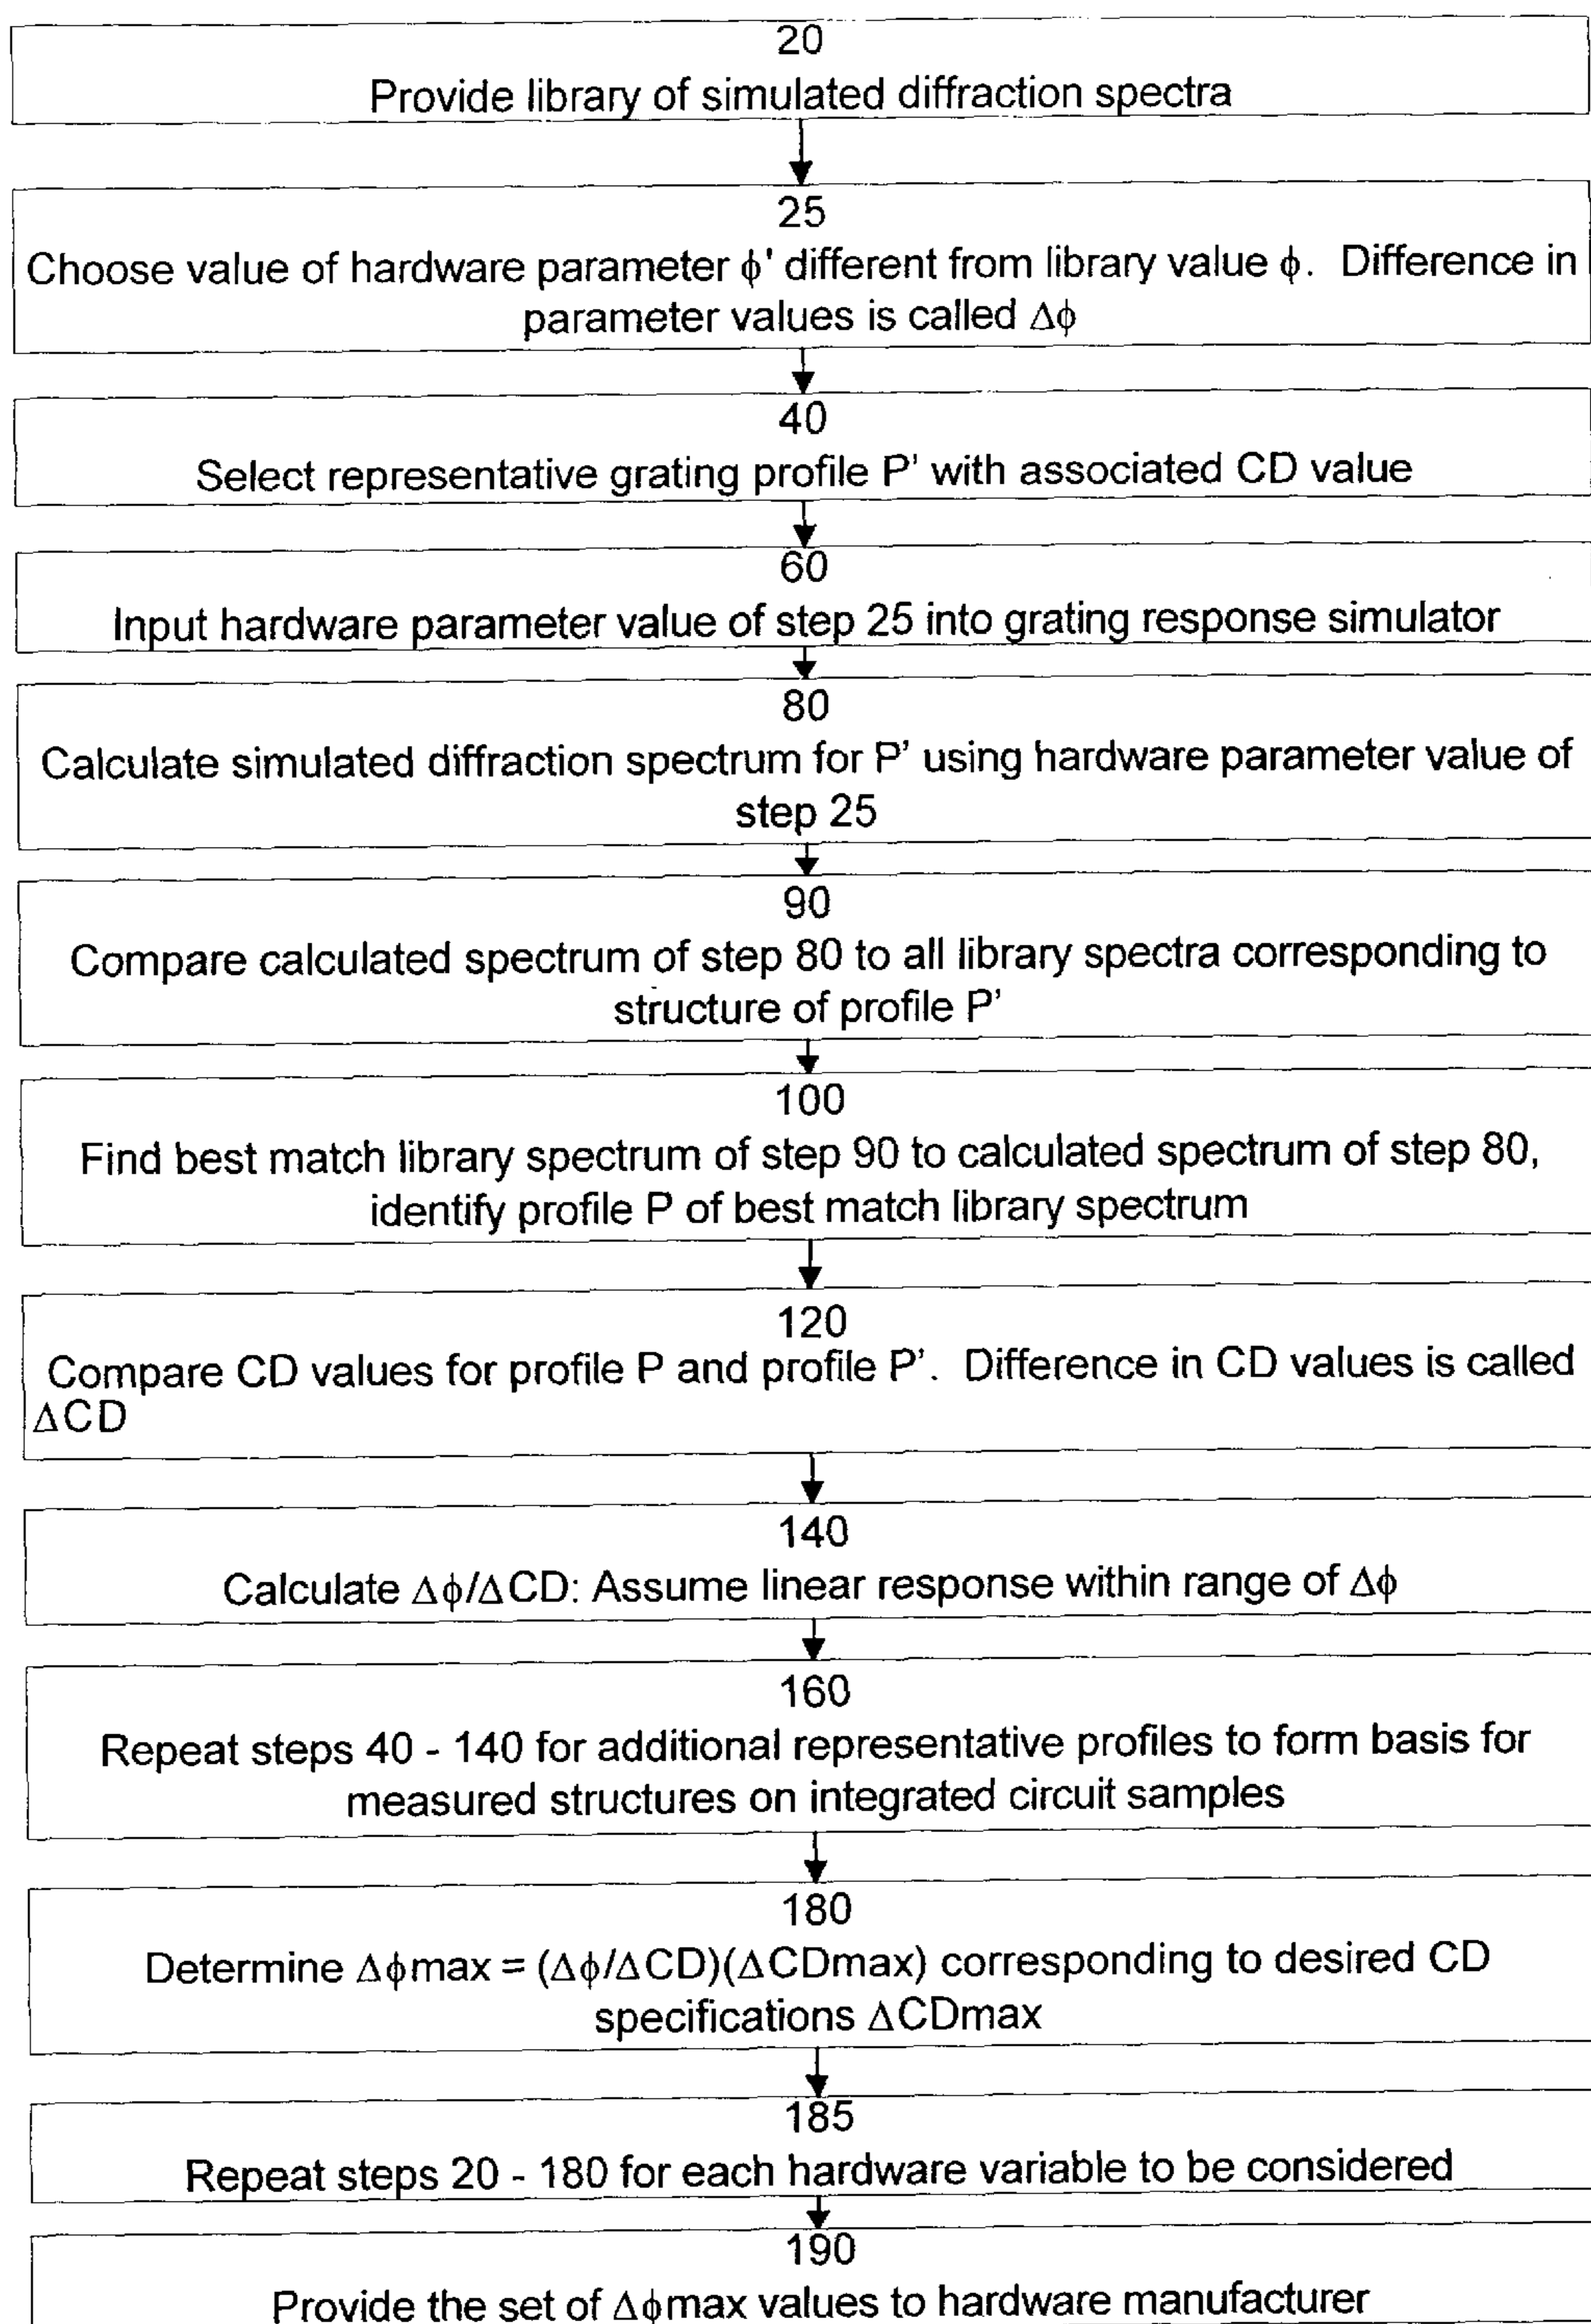 20
Provide library of simulated diffraction spectra
25
Choose value of hardware parameter ϕ' different from library value ϕ. Difference in
parameter values is called Δϕ
40
Select representative grating profile P' with associated CD value
60
Input hardware parameter value of step 25 into grating response simulator
80
Calculate simulated diffraction spectrum for P' using hardware parameter value of
step 25
90
Compare calculated spectrum of step 80 to all library spectra corresponding to
structure of profile P'
100
Find best match library spectrum of step 90 to calculated spectrum of step 80,
identify profile P of best match library spectrum
120
Compare CD values for profile P and profile P'. Difference in CD values is called
ΔCD
140
Calculate Δϕ/ΔCD: Assume linear response within range of Δϕ
160
Repeat steps 40 - 140 for additional representative profiles to form basis for
measured structures on integrated circuit samples
180
Determine Δϕmax = (Δϕ/ΔCD)(ΔCDmax) corresponding to desired CD
specifications ΔCDmax
185
Repeat steps 20 - 180 for each hardware variable to be considered
190
Provide the set of Δϕmax values to hardware manufacturer